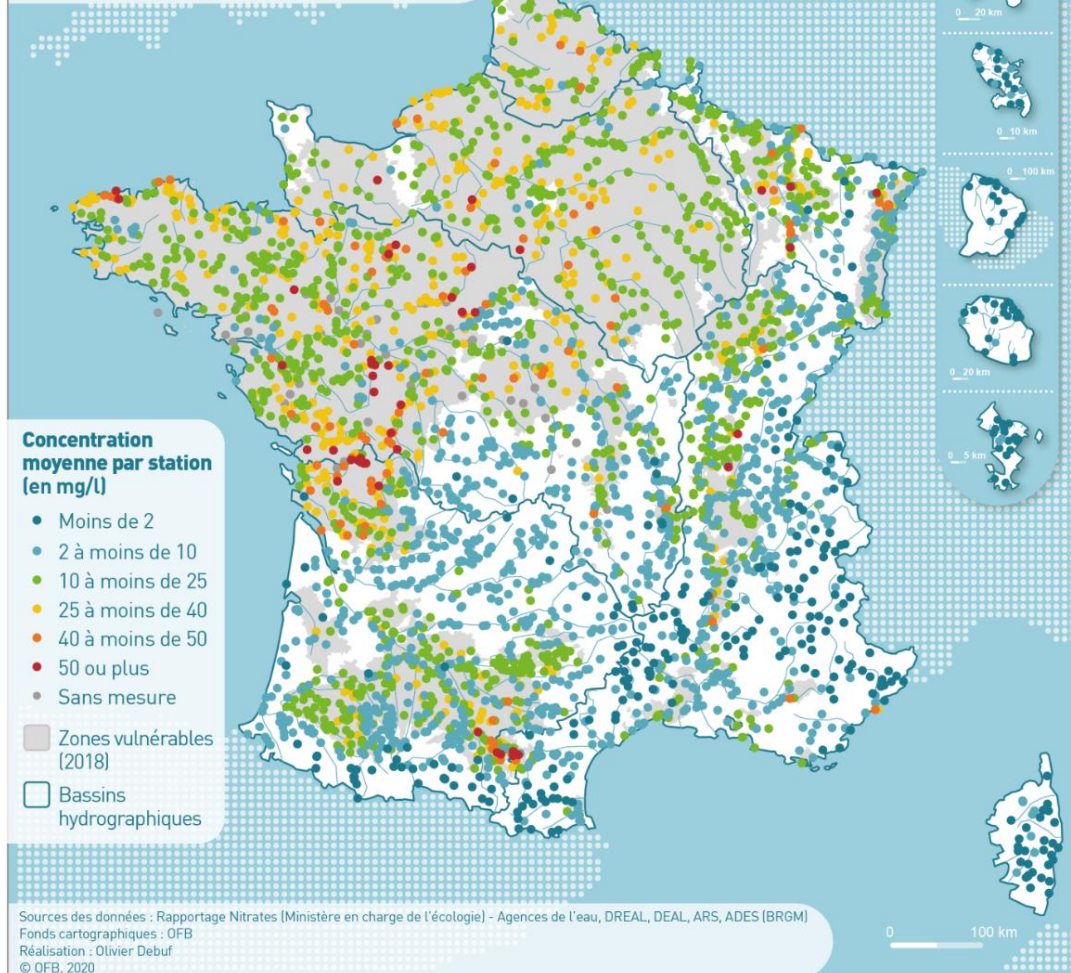 0 20 km
0 10 km
0 100 km
0 20 km
0 5 km
Concentration
moyenne par station
(en mg/l)
Moins de 2
2 à moins de 10
10 à moins de 25
25 à moins de 40
40 à moins de 50
50 ou plus
Sans mesure
Zones vulnérables
(2018)
Bassins
hydrographiques
Sources des données : Rapportage Nitrates (Ministère en charge de l'écologie) - Agences de l'eau, DREAL, DEAL, ARS, ADES (BRGM)
Fonds cartographiques : OFB
Réalisation : Olivier Debuf
© OFB, 2020
0 100 km